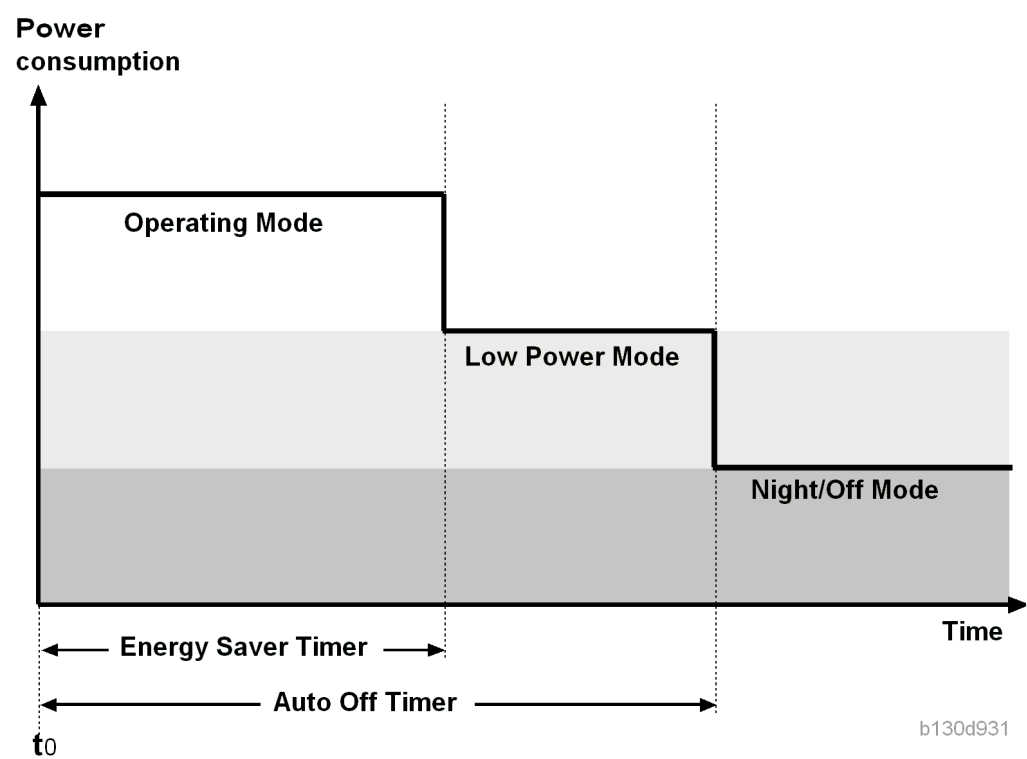 Power
consumption
Operating Mode
Low Power Mode
Night/Off Mode
Time
Energy Saver Timer
Auto Off Timer
b130d931
t0